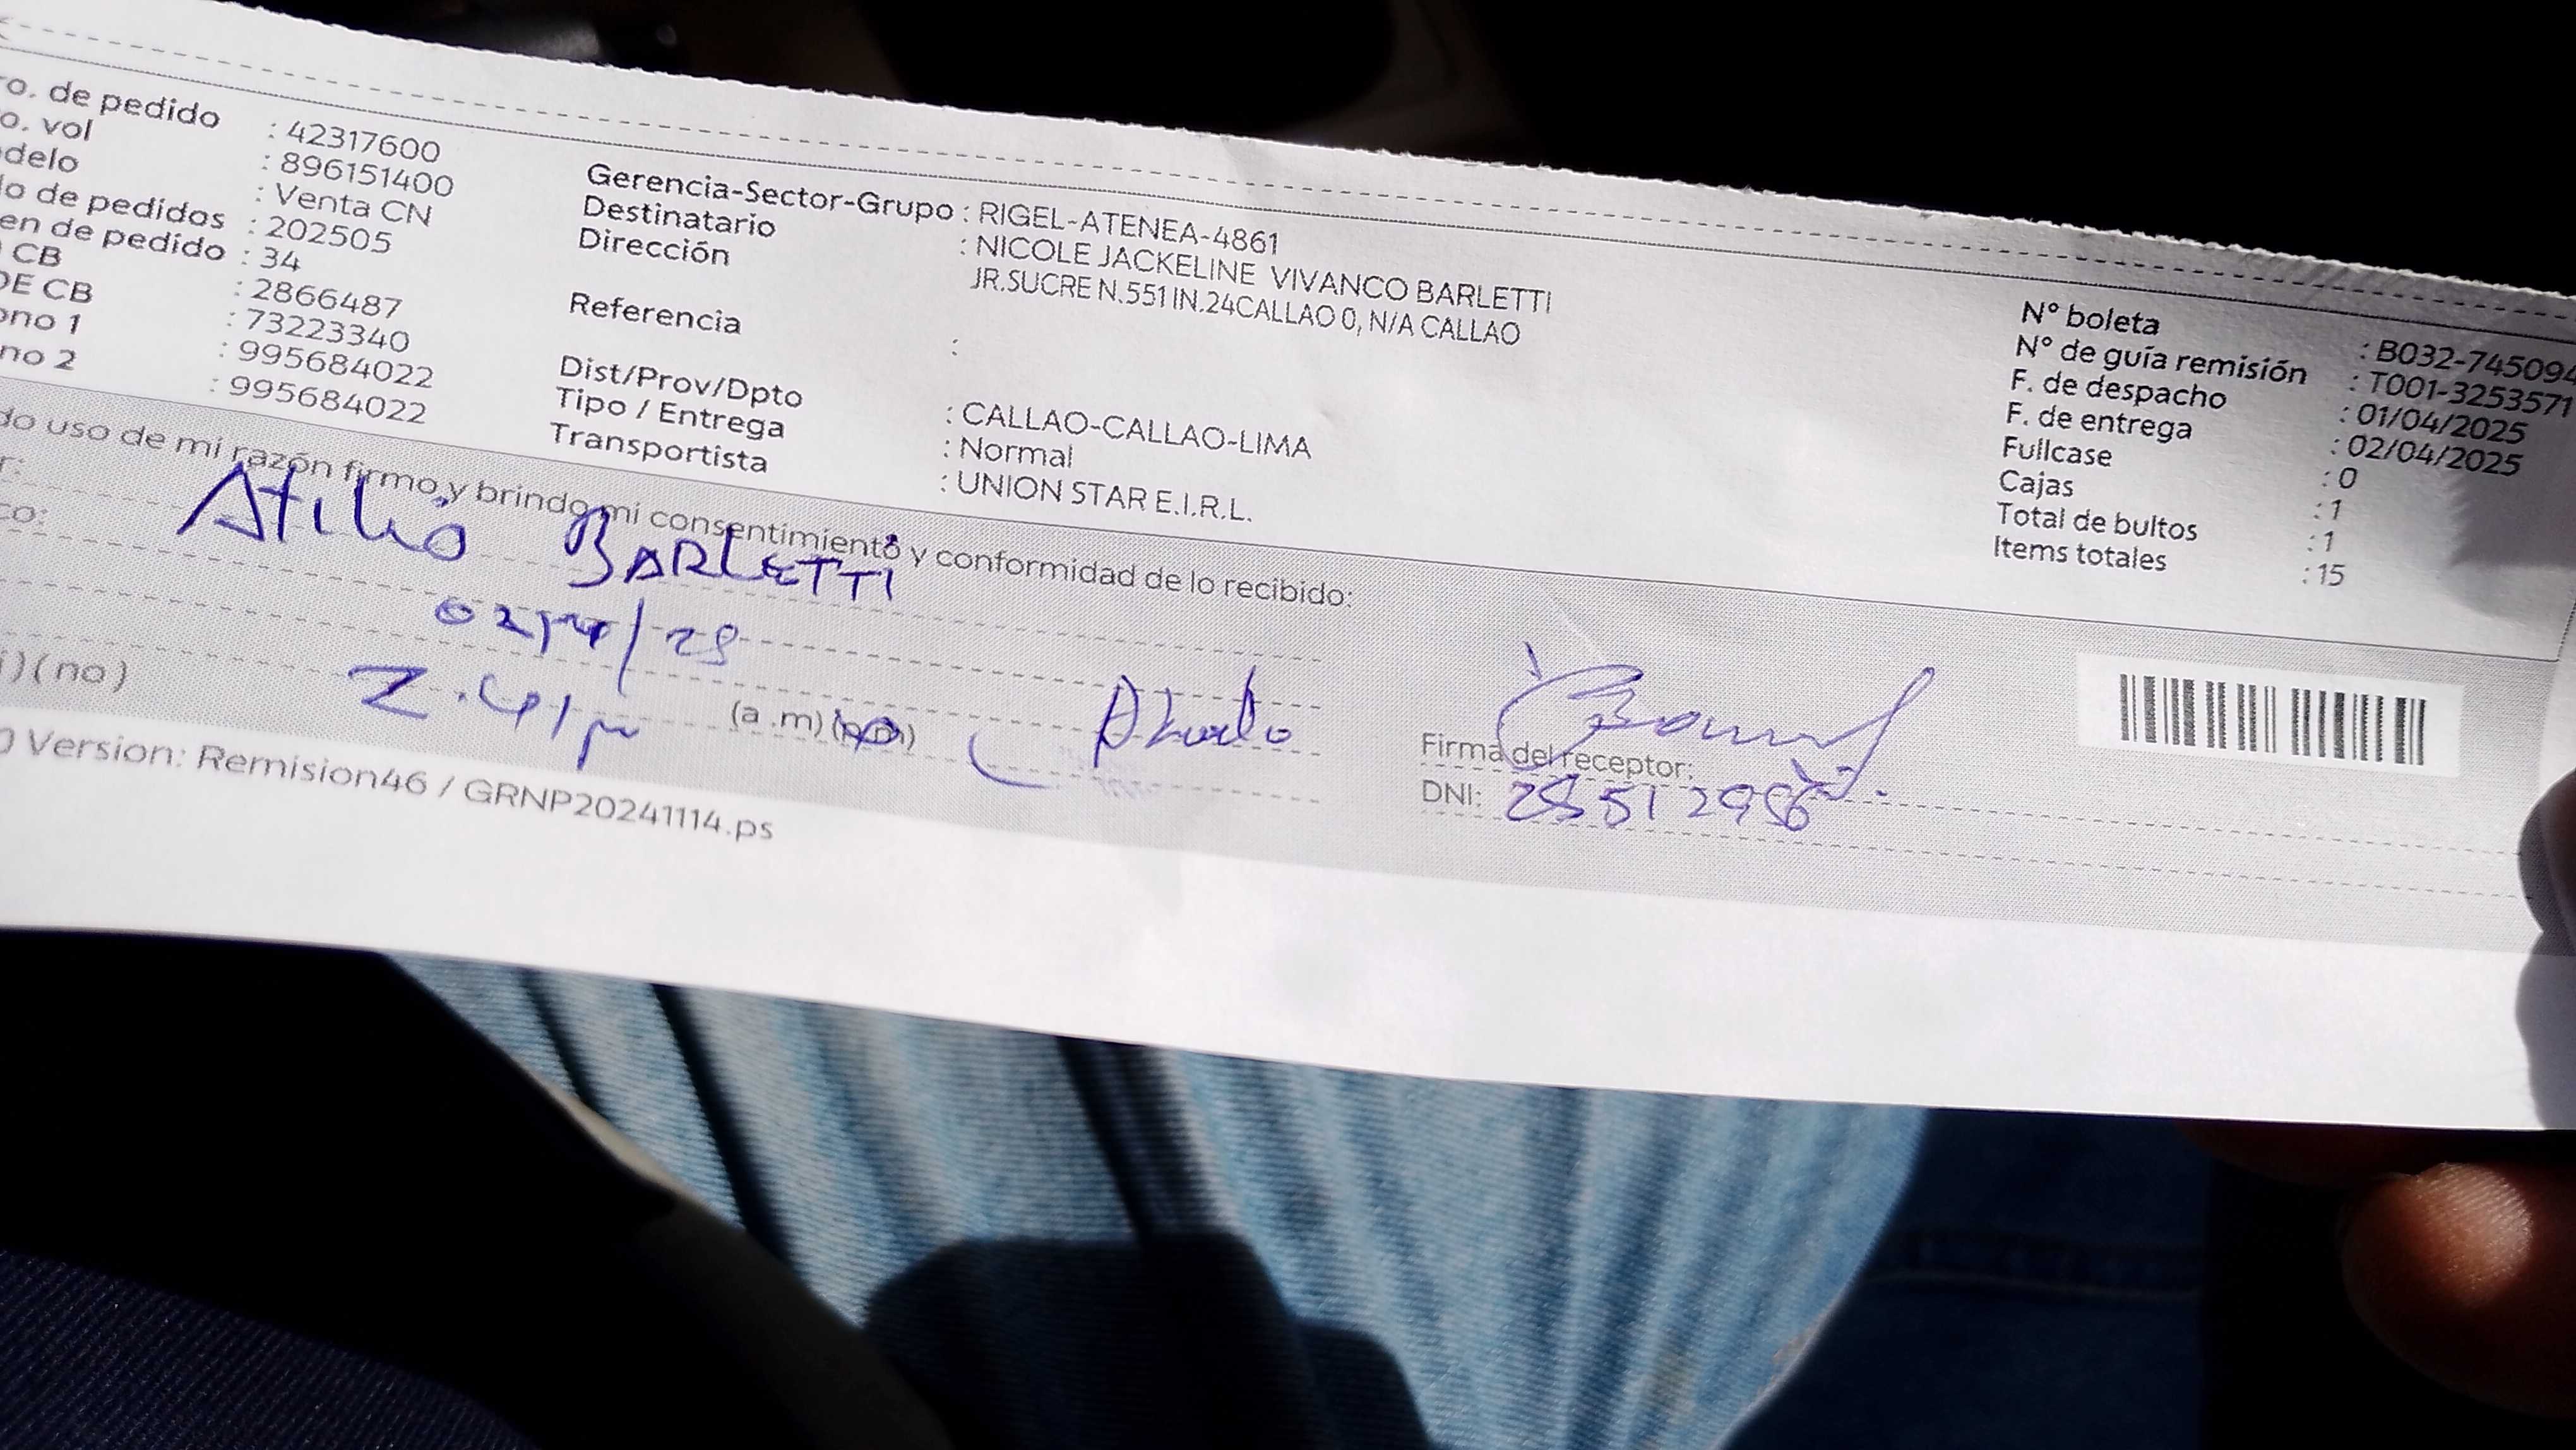 ro. de pedido : 42317600
o. vol : 896151400
delo : Venta CN
lo de pedidos : 202505
en de pedido : 34
CB : 2866487
DE CB : 73223340
ono 1 : 995684022
no 2 : 995684022
Gerencia-Sector-Grupo : RIGEL-ATENEA-4861
Destinatario : NICOLE JACKELINE VIVANCO BARLETTI
Dirección JR.SUCRE N.551 IN.24CALLAO 0, N/A CALLAO
Referencia :
Dist/Prov/Dpto : CALLAO-CALLAO-LIMA
Tipo / Entrega : Normal
Transportista : UNION STAR E.I.R.L.
N° boleta : B032-745094
N° de guía remisión : T001-3253571
F. de despacho : 01/04/2025
F. de entrega : 02/04/2025
Fullcase : 0
Cajas : 1
Total de bultos : 1
Items totales : 15
do uso de mi razón firmo y brindo mi consentimiento y conformidad de lo recibido:
r: Atilio BARLETTI
co:
i) (no) (a .m)
Firma del receptor:
DNI:
Version: Remision46 / GRNP20241114.ps